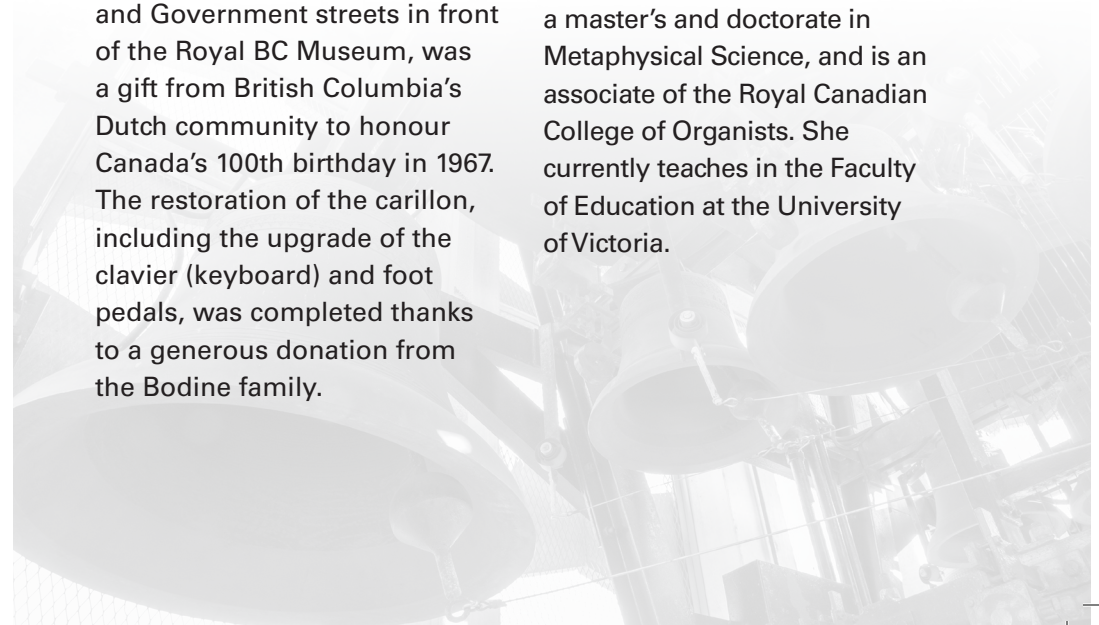 and Government streets in front
of the Royal BC Museum, was
a gift from British Columbia’s
Dutch community to honour
Canada’s 100th birthday in 1967.
The restoration of the carillon,
including the upgrade of the
clavier (keyboard) and foot
pedals, was completed thanks
to a generous donation from
the Bodine family.
a master’s and doctorate in
Metaphysical Science, and is an
associate of the Royal Canadian
College of Organists. She
currently teaches in the Faculty
of Education at the University
of Victoria.